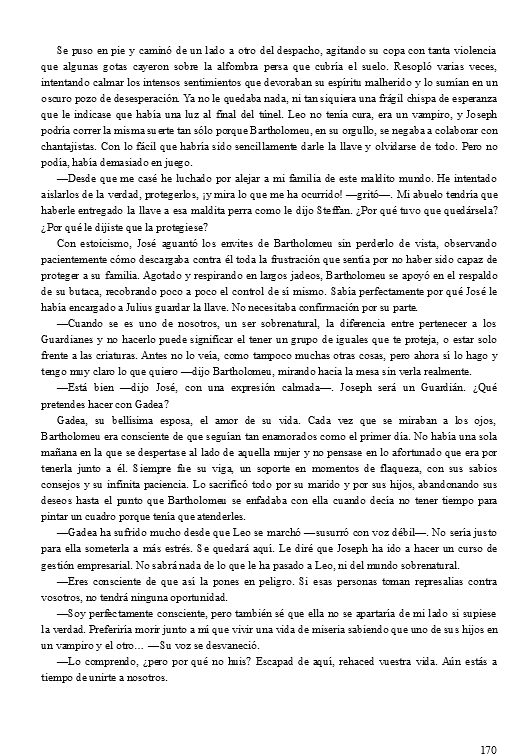 Se puso en pie y caminó de un lado a otro del despacho, agitando su copa con tanta violencia
que algunas gotas cayeron sobre la alfombra persa que cubría el suelo. Resopló varias veces,
intentando calmar los intensos sentimientos que devoraban su espíritu malherido y lo sumían en un
oscuro pozo de desesperación. Ya no le quedaba nada, ni tan siquiera una frágil chispa de esperanza
que le indicase que había una luz al final del túnel. Leo no tenía cura, era un vampiro, y Joseph
podría correr la misma suerte tan sólo porque Bartholomeu, en su orgullo, se negaba a colaborar con
chantajistas. Con lo fácil que habría sido sencillamente darle la llave y olvidarse de todo. Pero no
podía, había demasiado en juego.
—Desde que me casé he luchado por alejar a mi familia de este maldito mundo. He intentado
aislarlos de la verdad, protegerlos, ¡y mira lo que me ha ocurrido! —gritó—. Mi abuelo tendría que
haberle entregado la llave a esa maldita perra como le dijo Steffan. ¿Por qué tuvo que quedársela?
¿Por qué le dijiste que la protegiese?
Con estoicismo, José aguantó los envites de Bartholomeu sin perderlo de vista, observando
pacientemente cómo descargaba contra él toda la frustración que sentía por no haber sido capaz de
proteger a su familia. Agotado y respirando en largos jadeos, Bartholomeu se apoyó en el respaldo
de su butaca, recobrando poco a poco el control de sí mismo. Sabía perfectamente por qué José le
había encargado a Julius guardar la llave. No necesitaba confirmación por su parte.
—Cuando se es uno de nosotros, un ser sobrenatural, la diferencia entre pertenecer a los
Guardianes y no hacerlo puede significar el tener un grupo de iguales que te proteja, o estar solo
frente a las criaturas. Antes no lo veía, como tampoco muchas otras cosas, pero ahora sí lo hago y
tengo muy claro lo que quiero —dijo Bartholomeu, mirando hacia la mesa sin verla realmente.
—Está bien —dijo José, con una expresión calmada—. Joseph será un Guardián. ¿Qué
pretendes hacer con Gadea?
Gadea, su bellísima esposa, el amor de su vida. Cada vez que se miraban a los ojos,
Bartholomeu era consciente de que seguían tan enamorados como el primer día. No había una sola
mañana en la que se despertase al lado de aquella mujer y no pensase en lo afortunado que era por
tenerla junto a él. Siempre fue su viga, un soporte en momentos de flaqueza, con sus sabios
consejos y su infinita paciencia. Lo sacrificó todo por su marido y por sus hijos, abandonando sus
deseos hasta el punto que Bartholomeu se enfadaba con ella cuando decía no tener tiempo para
pintar un cuadro porque tenía que atenderles.
—Gadea ha sufrido mucho desde que Leo se marchó —susurró con voz débil—. No sería justo
para ella someterla a más estrés. Se quedará aquí. Le diré que Joseph ha ido a hacer un curso de
gestión empresarial. No sabrá nada de lo que le ha pasado a Leo, ni del mundo sobrenatural.
—Eres consciente de que así la pones en peligro. Si esas personas toman represalias contra
vosotros, no tendrá ninguna oportunidad.
—Soy perfectamente consciente, pero también sé que ella no se apartaría de mi lado si supiese
la verdad. Preferiría morir junto a mí que vivir una vida de miseria sabiendo que uno de sus hijos en
un vampiro y el otro... —Su voz se desvaneció.
—Lo comprendo, ¿pero por qué no huis? Escapad de aquí, rehaced vuestra vida. Aún estás a
tiempo de unirte a nosotros.
170